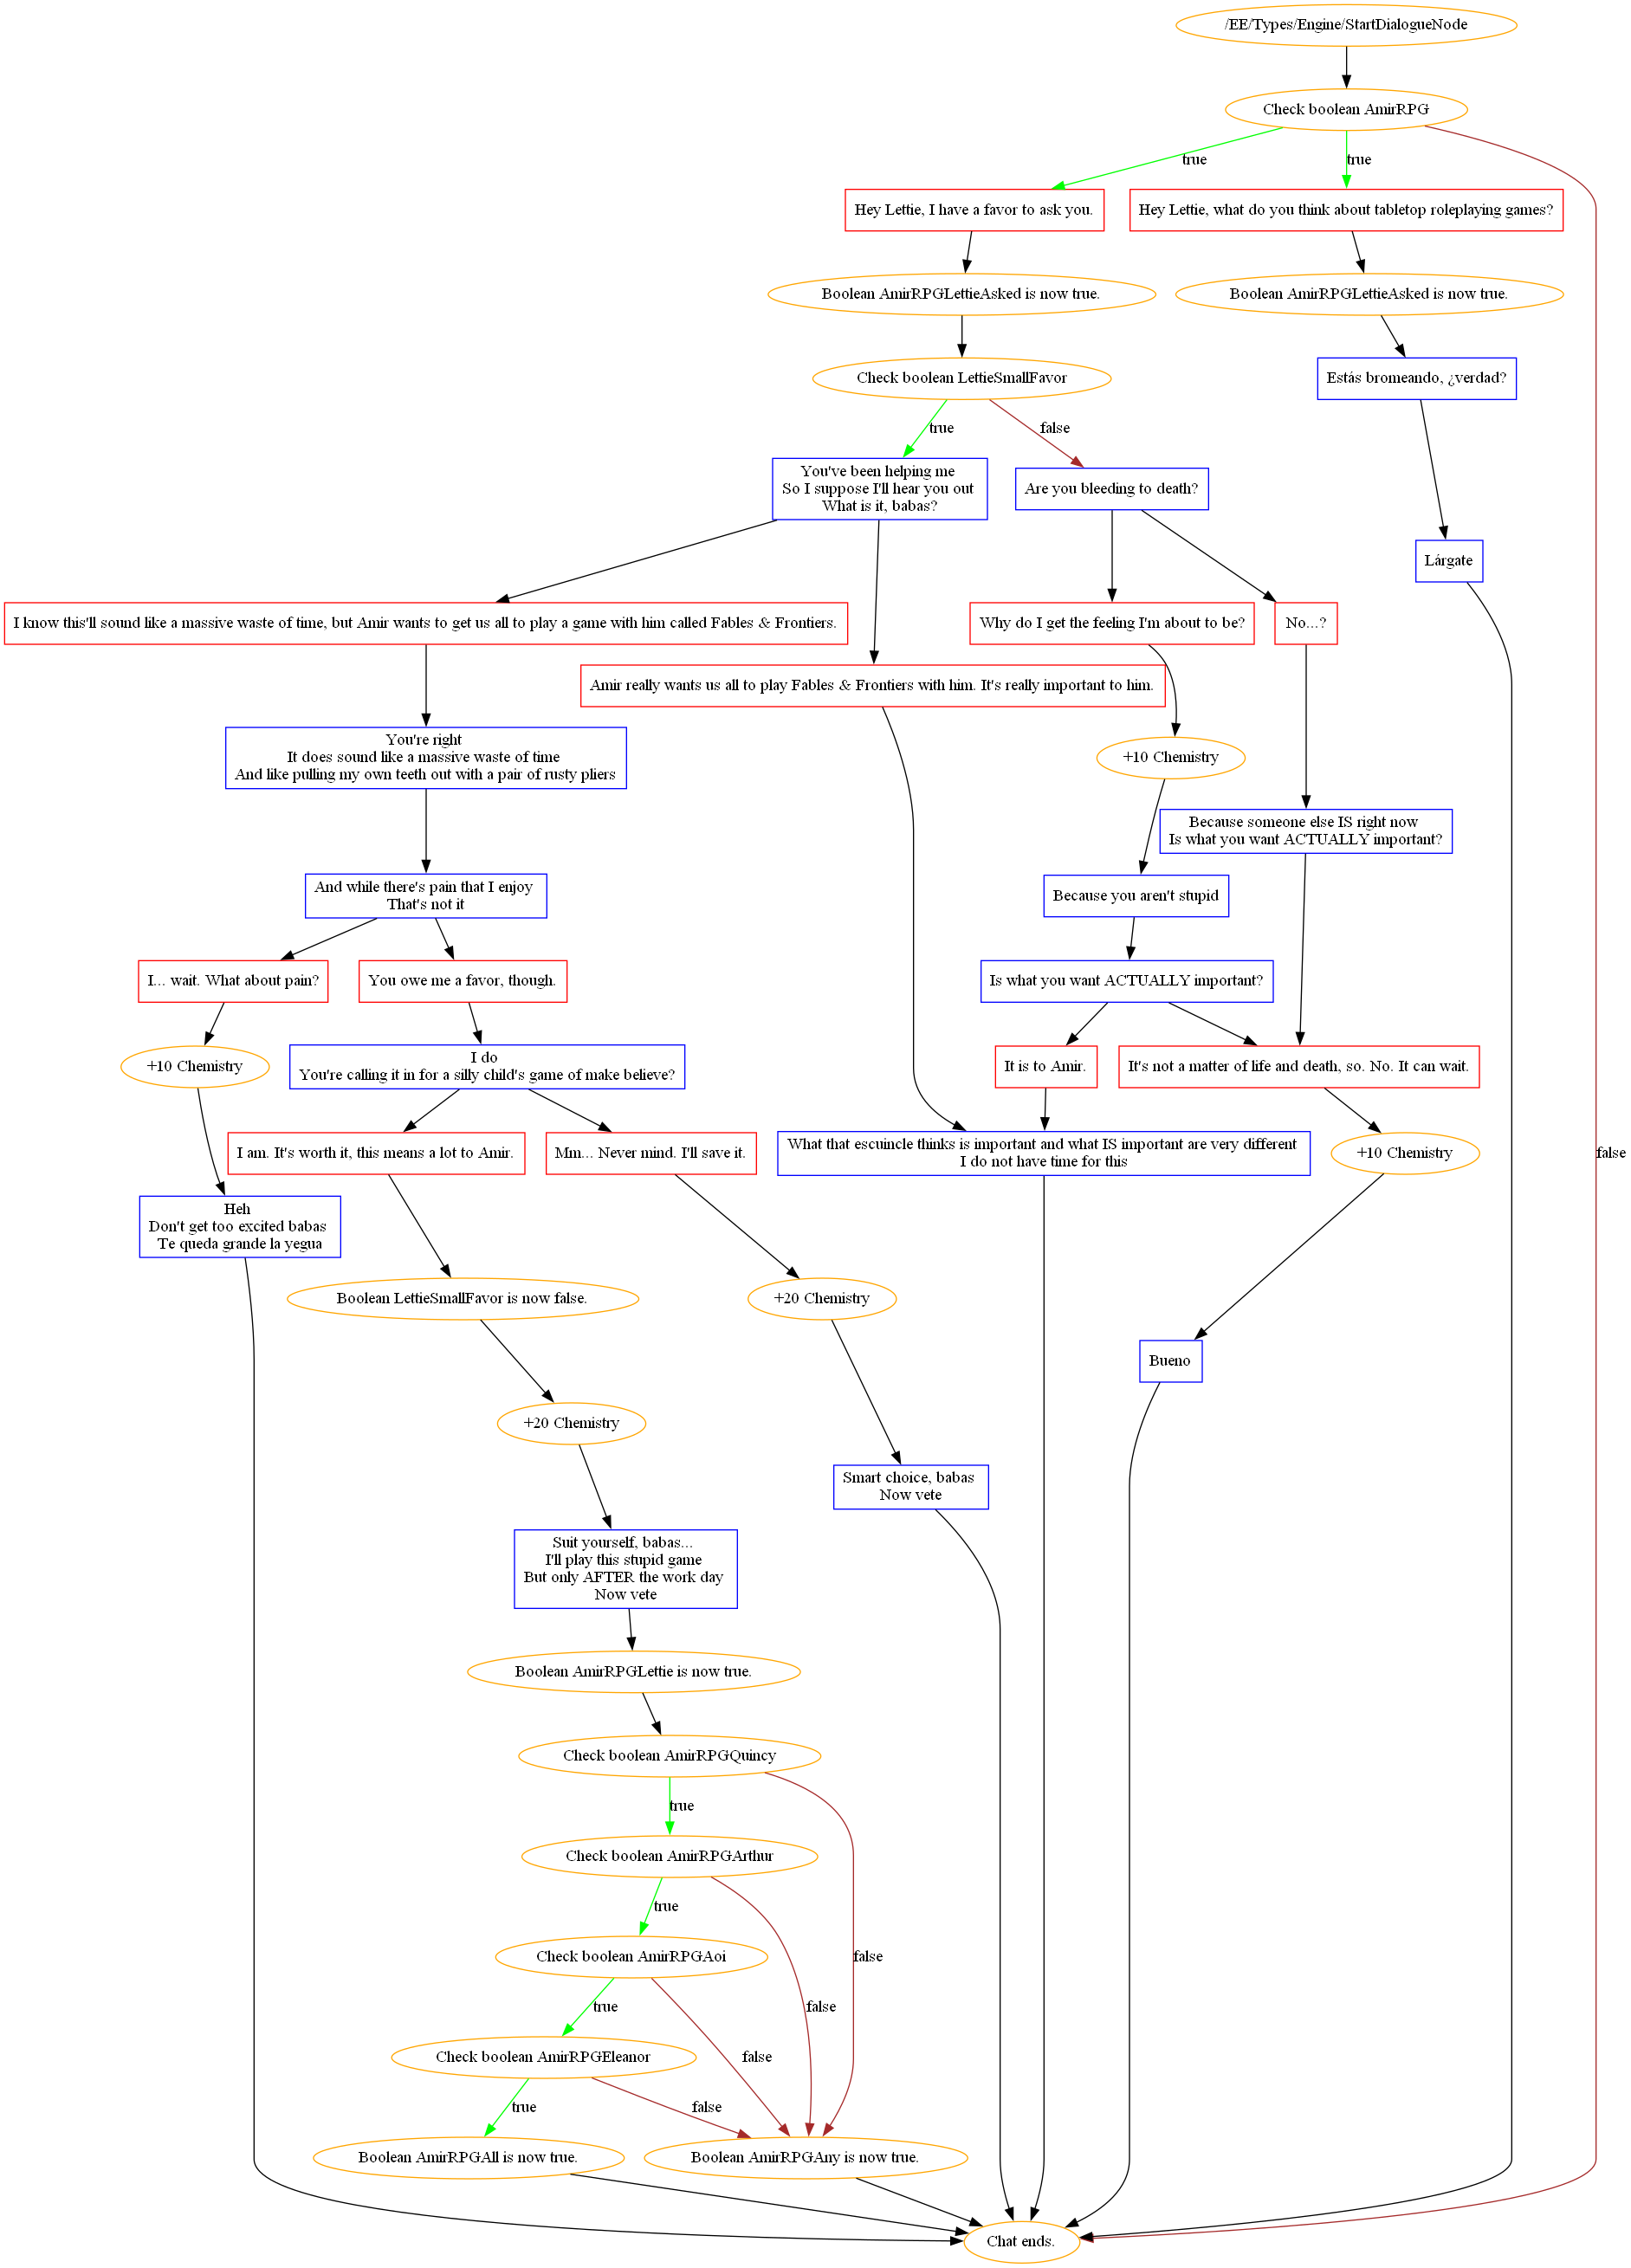 /EE/Types/Engine/StartDialogueNode
Check boolean AmirRPG
true
true
Hey Lettie, I have a favor to ask you.
Hey Lettie, what do you think about tabletop roleplaying games?
Boolean AmirRPGLettieAsked is now true.
Boolean AmirRPGLettieAsked is now true.
Check boolean LettieSmallFavor
Estás bromeando, ¿verdad?
true
false
You've been helping me
So I suppose I'll hear you out
What is it, babas?
Are you bleeding to death?
Lárgate
I know this'll sound like a massive waste of time, but Amir wants to get us all to play a game with him called Fables & Frontiers.
Why do I get the feeling I'm about to be?
No...?
Amir really wants us all to play Fables & Frontiers with him. It's really important to him.
You're right
It does sound like a massive waste of time
And like pulling my own teeth out with a pair of rusty pliers
+10 Chemistry
Because someone else IS right now
Is what you want ACTUALLY important?
And while there's pain that I enjoy
That's not it
Because you aren't stupid
I... wait. What about pain?
You owe me a favor, though.
Is what you want ACTUALLY important?
+10 Chemistry
I do
You're calling it in for a silly child's game of make believe?
It is to Amir.
It's not a matter of life and death, so. No. It can wait.
I am. It's worth it, this means a lot to Amir.
Mm... Never mind. I'll save it.
What that escuincle thinks is important and what IS important are very different
I do not have time for this
+10 Chemistry
false
Heh
Don't get too excited babas
Te queda grande la yegua
Boolean LettieSmallFavor is now false.
+20 Chemistry
Bueno
+20 Chemistry
Smart choice, babas
Now vete
Suit yourself, babas...
I'll play this stupid game
But only AFTER the work day
Now vete
Boolean AmirRPGLettie is now true.
Check boolean AmirRPGQuincy
true
Check boolean AmirRPGArthur
true
Check boolean AmirRPGAoi
false
true
false
Check boolean AmirRPGEleanor
false
true
false
Boolean AmirRPGAll is now true.
Boolean AmirRPGAny is now true.
Chat ends.